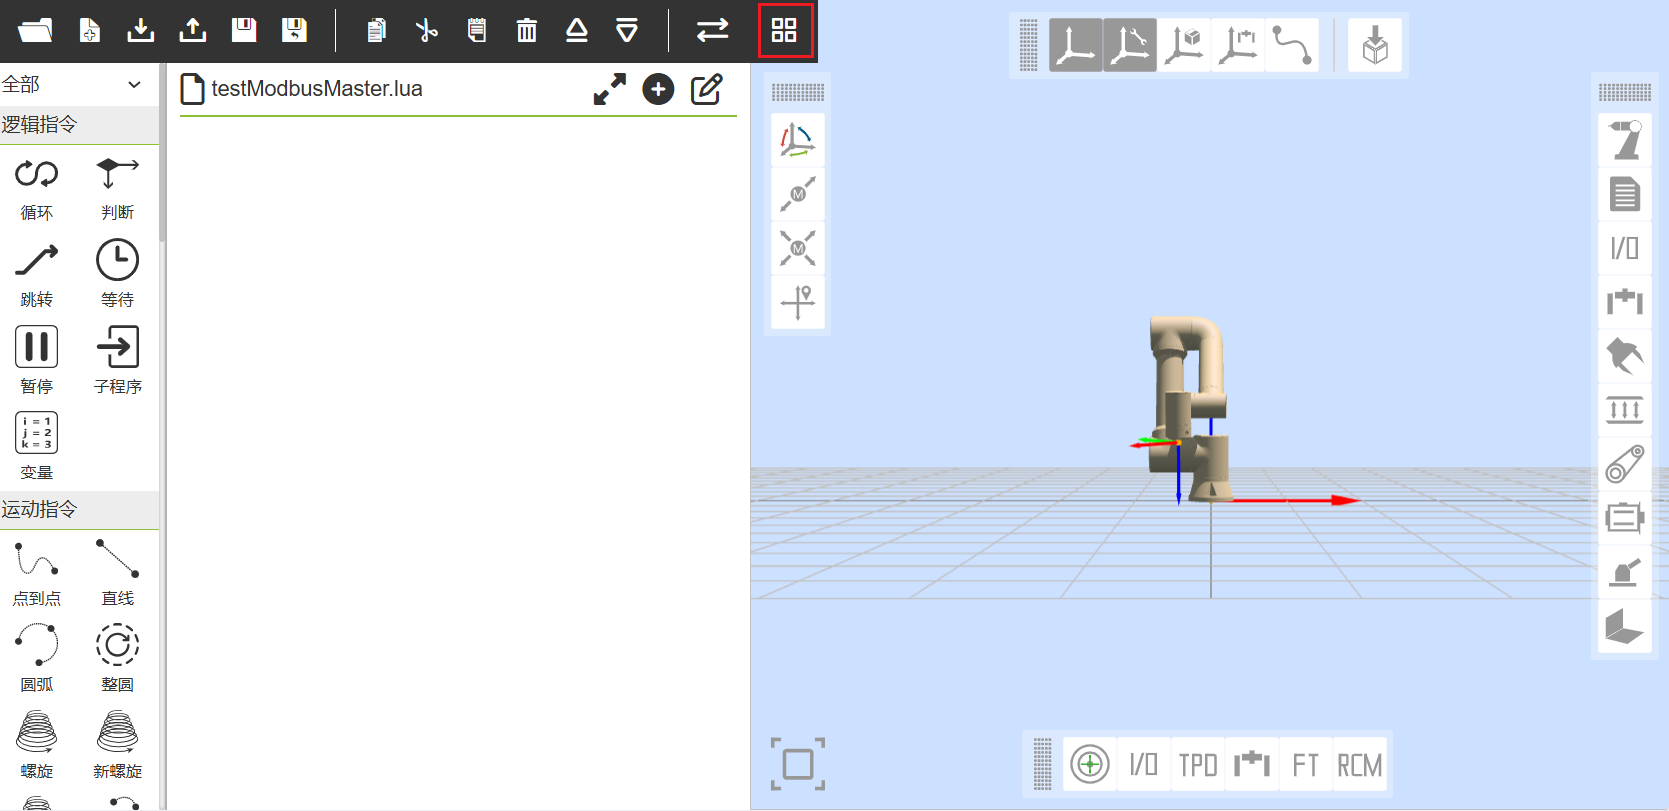 全部
逻辑指令
循环 判断
跳转 等待
暂停 子程序
i = 1
j = 2
k = 3
变量
运动指令
点到点 直线
圆弧 整圆
螺旋 新螺旋
testModbusMaster.lua
M
M
I/O
I/O TPD FT RCM